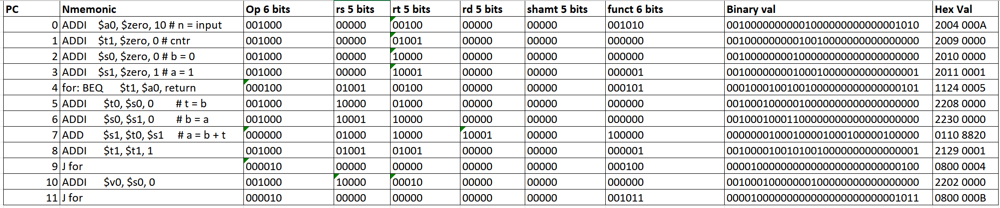 PC Nmemonic Op 6 bits rs 5 bits rt 5 bits rd 5 bits shamt 5 bits funct 6 bits Binary val Hex Val
0 ADDI $a0, $zero, 10 # n = input 001000 00000 00100 00000 00000 001010 00100000000001000000000000001010 2004 000A
1 ADDI $t1, $zero, 0 # cntr 001000 00000 01001 00000 00000 000000 00100000000010010000000000000000 2009 0000
2 ADDI $s0, $zero, 0 # b = 0 001000 00000 10000 00000 00000 000000 00100000000100000000000000000000 2010 0000
3 ADDI $s1, $zero, 1 # a = 1 001000 00000 10001 00000 00000 000001 00100000000100010000000000000001 2011 0001
4 for: BEQ $t1, $a0, return 000100 01001 00100 00000 00000 000101 00010001001001000000000000000101 1124 0005
5 ADDI $t0, $s0, 0 # t = b 001000 10000 01000 00000 00000 000000 00100010000010000000000000000000 2208 0000
6 ADDI $s0, $s1, 0 # b = a 001000 10001 10000 00000 00000 000000 00100010001100000000000000000000 2230 0000
7 ADD $s1, $t0, $s1 # a = b + t 000000 01000 10000 10001 00000 100000 00000001000100001000100000100000 0110 8820
8 ADDI $t1, $t1, 1 001000 01001 01001 00000 00000 000001 00100001001010010000000000000001 2129 0001
9 J for 000010 00000 00000 00000 00000 000100 00001000000000000000000000000100 0800 0004
10 ADDI $v0, $s0, 0 001000 10000 00010 00000 00000 000000 00100010000000100000000000000000 2202 0000
11 J for 000010 00000 00000 00000 00000 001011 00001000000000000000000000001011 0800 000B